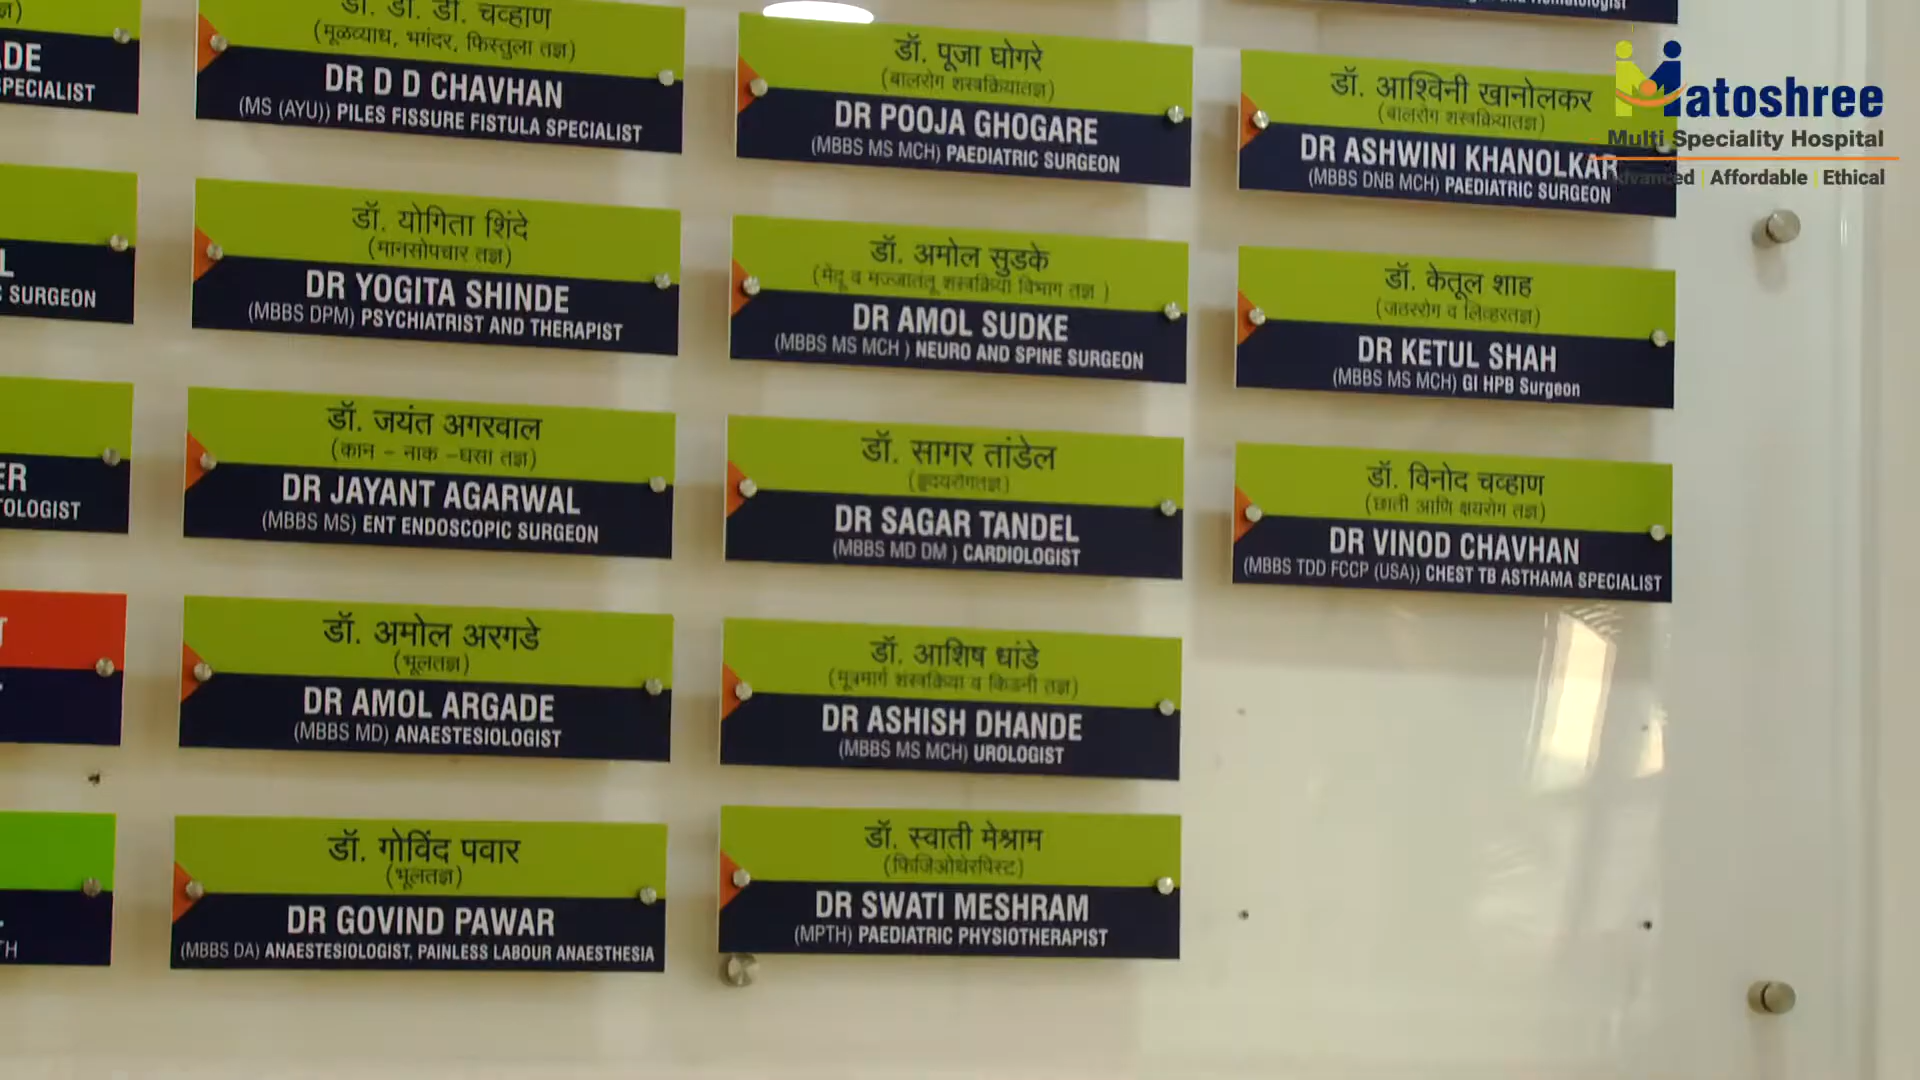 ADE
SPECIALIST
L
SURGEON
ER
TOLOGIST
TH
डॉ. डी. डी. चव्हाण
(मूळव्याध, भगंदर, फिस्तुला तज्ञ)
DR D D CHAVHAN
(MS (AYU)) PILES FISSURE FISTULA SPECIALIST
डॉ. योगिता शिंदे
(मानसोपचार तज्ञ)
DR YOGITA SHINDE
(MBBS DPM) PSYCHIATRIST AND THERAPIST
डॉ. जयंत अगरवाल
(कान - नाक -घसा तज्ञ)
DR JAYANT AGARWAL
(MBBS MS) ENT ENDOSCOPIC SURGEON
डॉ. अमोल अरगडे
(भूलतज्ञ)
DR AMOL ARGADE
(MBBS MD) ANAESTESIOLOGIST
डॉ. गोविंद पवार
(भूलतज्ञ)
DR GOVIND PAWAR
(MBBS DA) ANAESTESIOLOGIST, PAINLESS LABOUR ANAESTHESIA
डॉ. पूजा घोगरे
(बालरोग शस्त्रक्रियातज्ञ)
DR POOJA GHOGARE
(MBBS MS MCH) PAEDIATRIC SURGEON
डॉ. अमोल सुडके
(मेंदू व मज्जातंतू शस्त्रक्रिया विभाग तज्ञ )
DR AMOL SUDKE
(MBBS MS MCH ) NEURO AND SPINE SURGEON
डॉ. सागर तांडेल
(हृदयरोगतज्ञ)
DR SAGAR TANDEL
(MBBS MD DM ) CARDIOLOGIST
डॉ. आशिष धांडे
(मूत्रमार्ग शस्त्रक्रिया व किडनी तज्ञ)
DR ASHISH DHANDE
(MBBS MS MCH) UROLOGIST
डॉ. स्वाती मेश्राम
(फिजिओथेरपिस्ट)
DR SWATI MESHRAM
(MPTH) PAEDIATRIC PHYSIOTHERAPIST
डॉ. आश्विनी खानोलकर
(बालरोग शस्त्रक्रियातज्ञ)
DR ASHWINI KHANOLKAR
(MBBS DNB MCH) PAEDIATRIC SURGEON
डॉ. केतूल शाह
(जठररोग व लिव्हरतज्ञ)
DR KETUL SHAH
(MBBS MS MCH) GI HPB Surgeon
डॉ. विनोद चव्हाण
(छाती आणि क्षयरोग तज्ञ)
DR VINOD CHAVHAN
(MBBS TDD FCCP (USA)) CHEST TB ASTHAMA SPECIALIST
Matoshree
Multi Speciality Hospital
Advanced | Affordable | Ethical